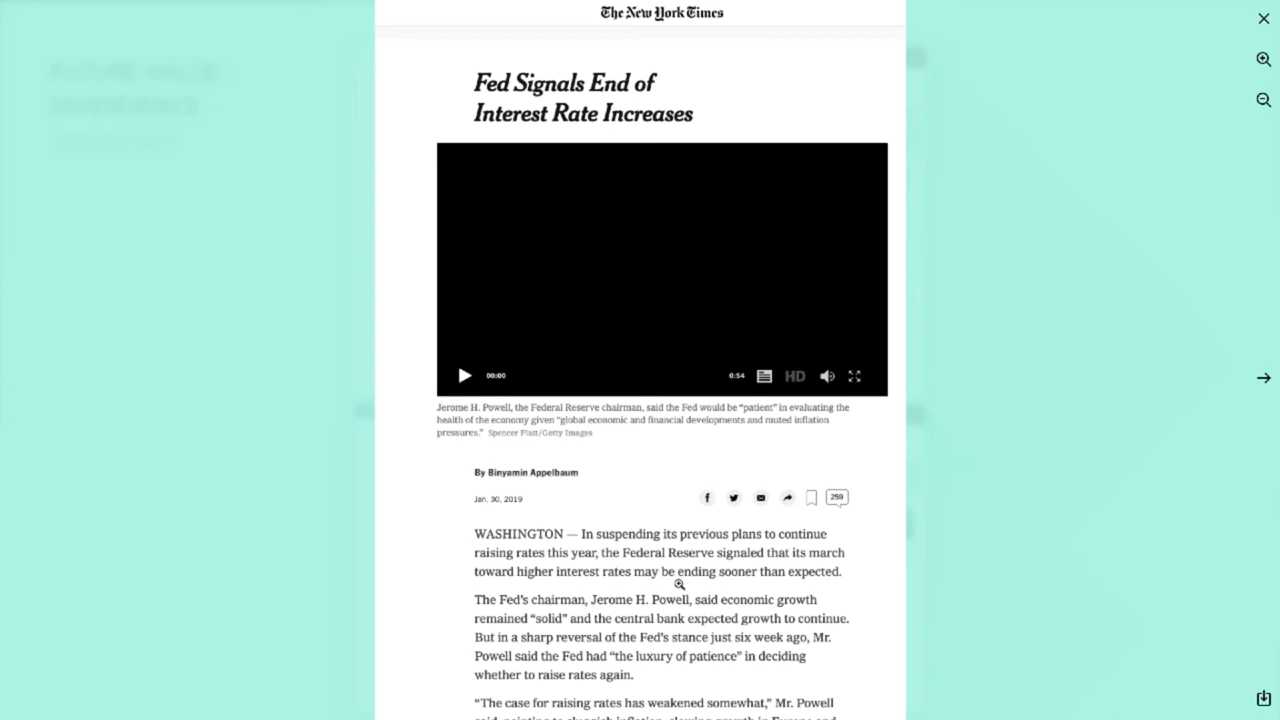 The New York Times
Fed Signals End of
Interest Rate Increases
00:00
0:54
HD
Jerome H. Powell, the Federal Reserve chairman, said the Fed would be “patient” in evaluating the
health of the economy given “global economic and financial developments and muted inflation
pressures.” Spencer Platt/Getty Images
By Binyamin Appelbaum
Jan. 30, 2019
259
WASHINGTON — In suspending its previous plans to continue
raising rates this year, the Federal Reserve signaled that its march
toward higher interest rates may be ending sooner than expected.
The Fed’s chairman, Jerome H. Powell, said economic growth
remained “solid” and the central bank expected growth to continue.
But in a sharp reversal of the Fed’s stance just six week ago, Mr.
Powell said the Fed had “the luxury of patience” in deciding
whether to raise rates again.
“The case for raising rates has weakened somewhat,” Mr. Powell